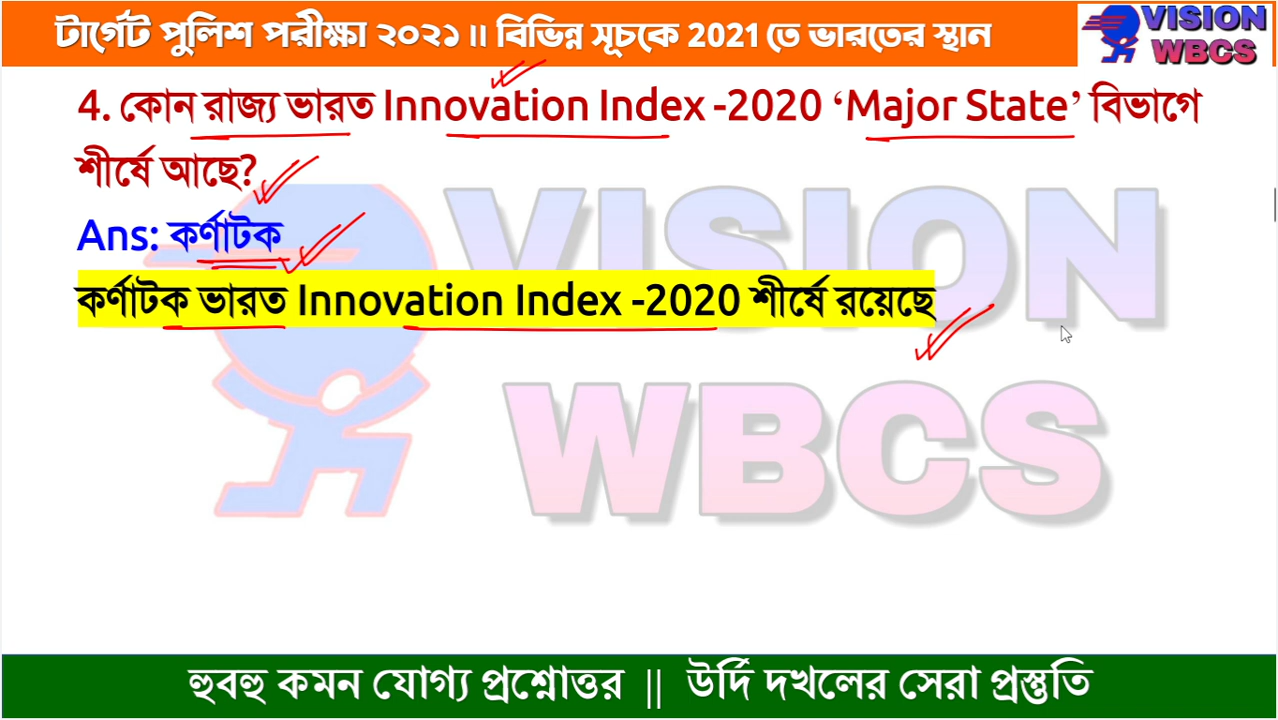 টার্গেট পুলিশ পরীক্ষা ২০২১ ॥ বিভিন্ন সূচকে 2021 তে ভারতের স্থান
VISION
WBCS
4. কোন রাজ্য ভারত Innovation Index -2020 ‘Major State’ বিভাগে
শীর্ষে আছে?
Ans: কর্ণাটক
কর্ণাটক ভারত Innovation Index -2020 শীর্ষে রয়েছে
VISION
WBCS
হুবহু কমন যোগ্য প্রশ্নোত্তর || উর্দি দখলের সেরা প্রস্তুতি